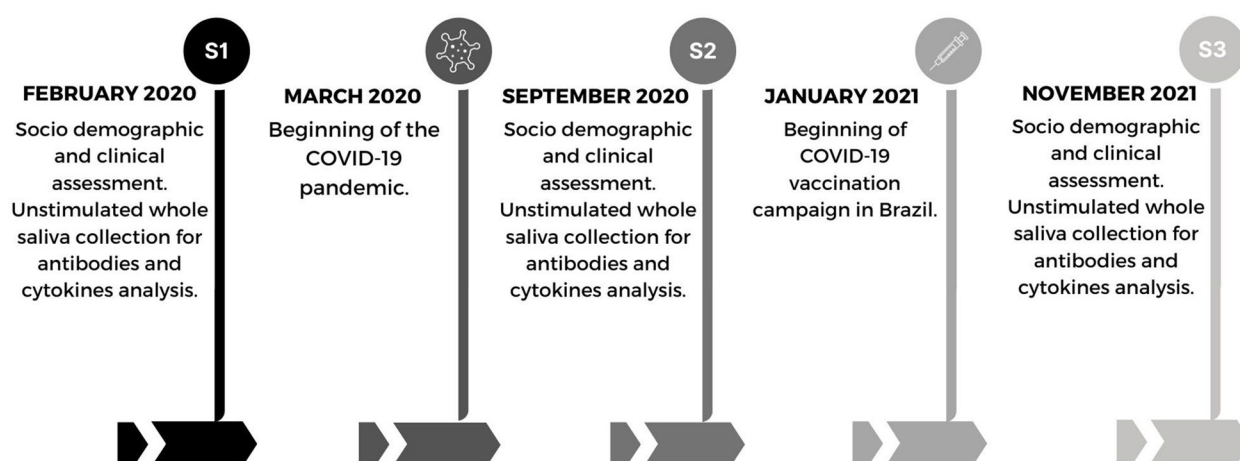 S1
FEBRUARY 2020
Socio demographic
and clinical
assessment.
Unstimulated whole
saliva collection for
antibodies and
cytokines analysis.
MARCH 2020
Beginning of the
COVID-19
pandemic.
S2
SEPTEMBER 2020
Socio demographic
and clinical
assessment.
Unstimulated whole
saliva collection for
antibodies and
cytokines analysis.
JANUARY 2021
Beginning of
COVID-19
vaccination
campaign in Brazil.
S3
NOVEMBER 2021
Socio demographic
and clinical
assessment.
Unstimulated whole
saliva collection for
antibodies and
cytokines analysis.